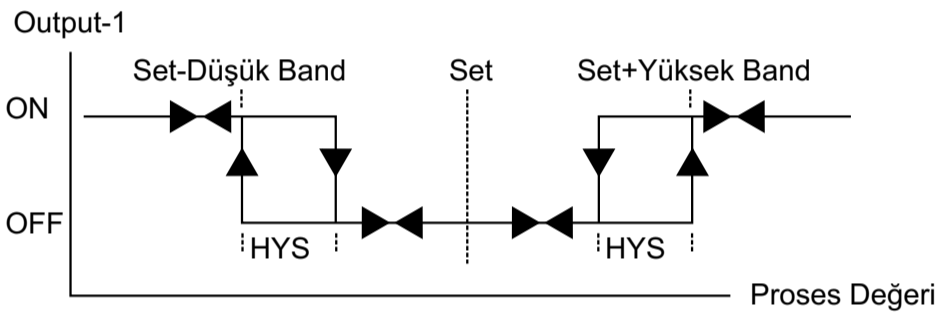 Output-1
Set-Düşük Band
Set
Set+Yüksek Band
ON
OFF
HYS
HYS
Proses Değeri